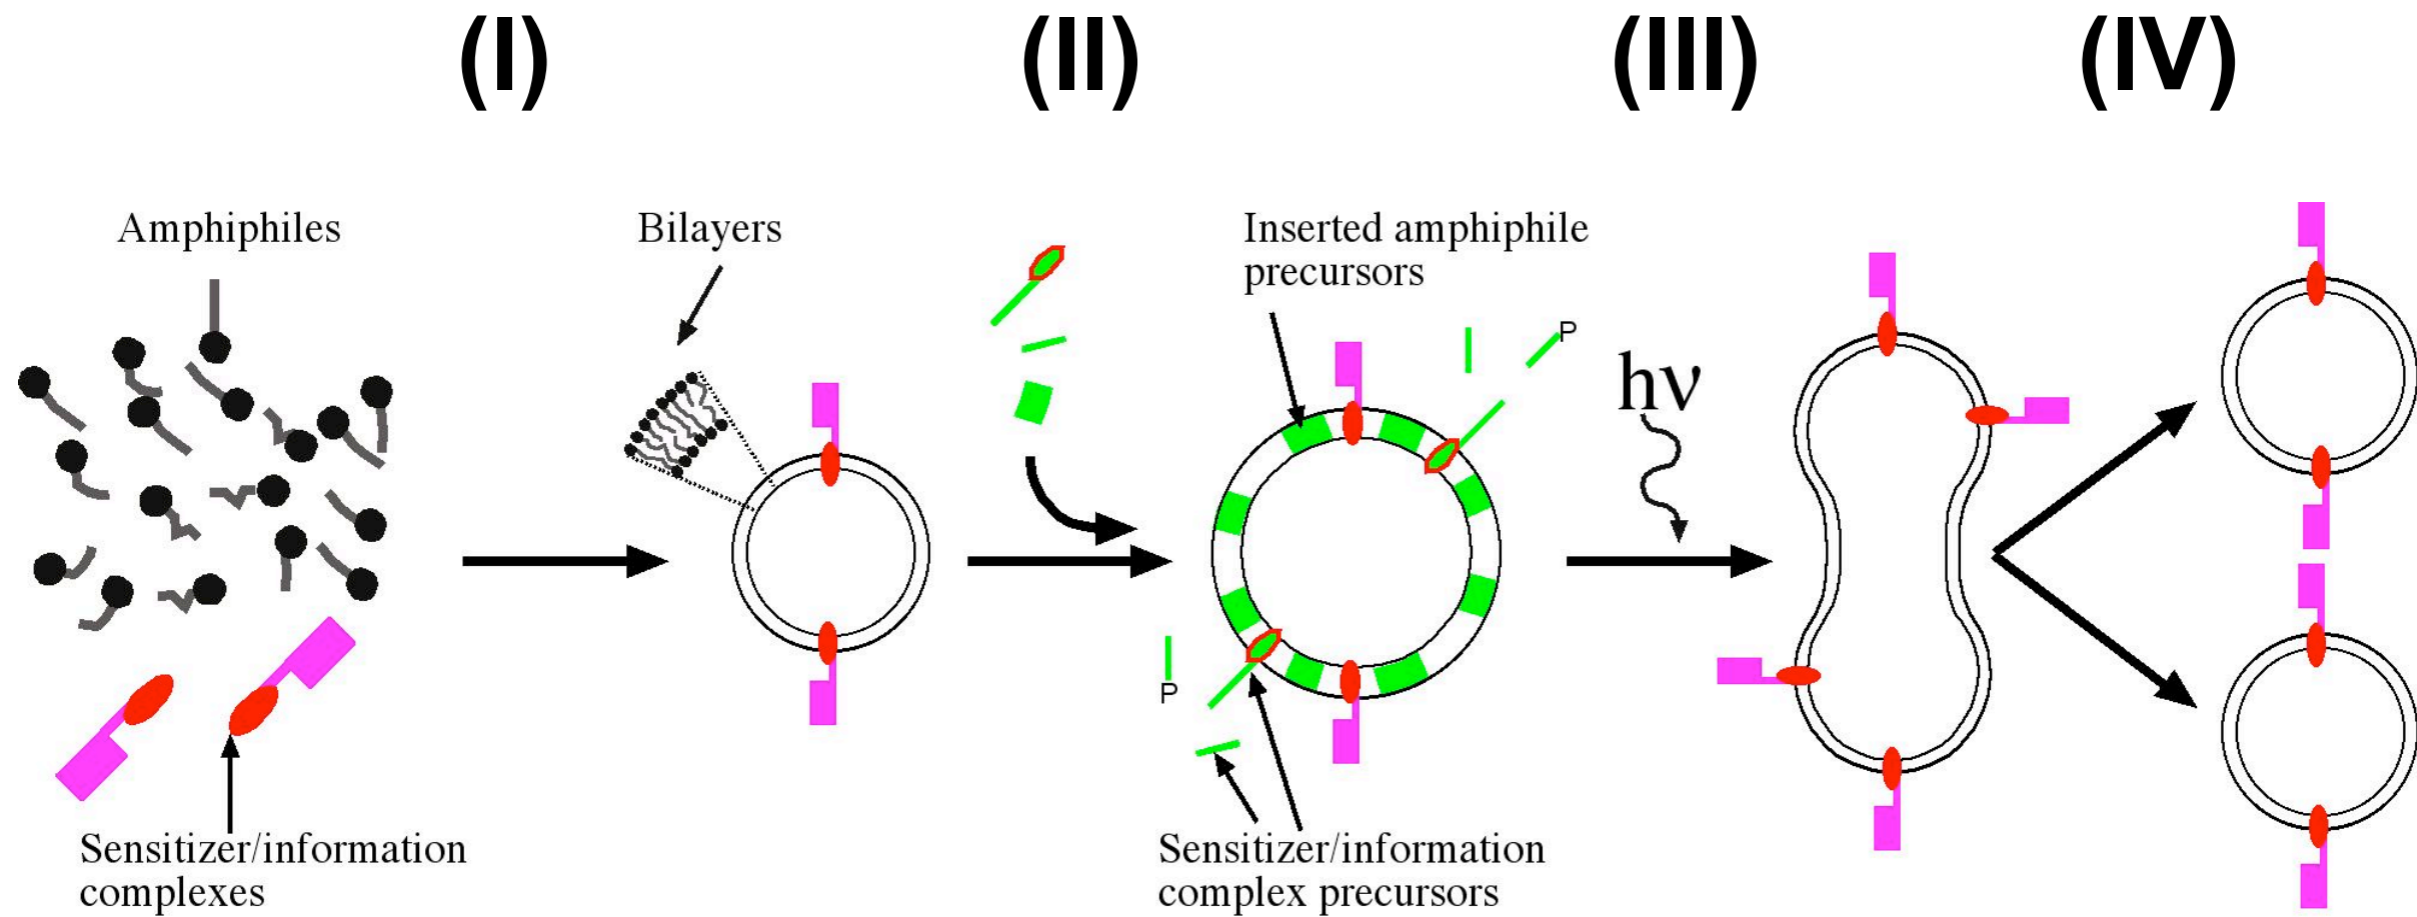 (I)
(II)
(III)
(IV)
Amphiphiles
Bilayers
Inserted amphiphile
precursors
P
hν
P
Sensitizer/information
complexes
Sensitizer/information
complex precursors